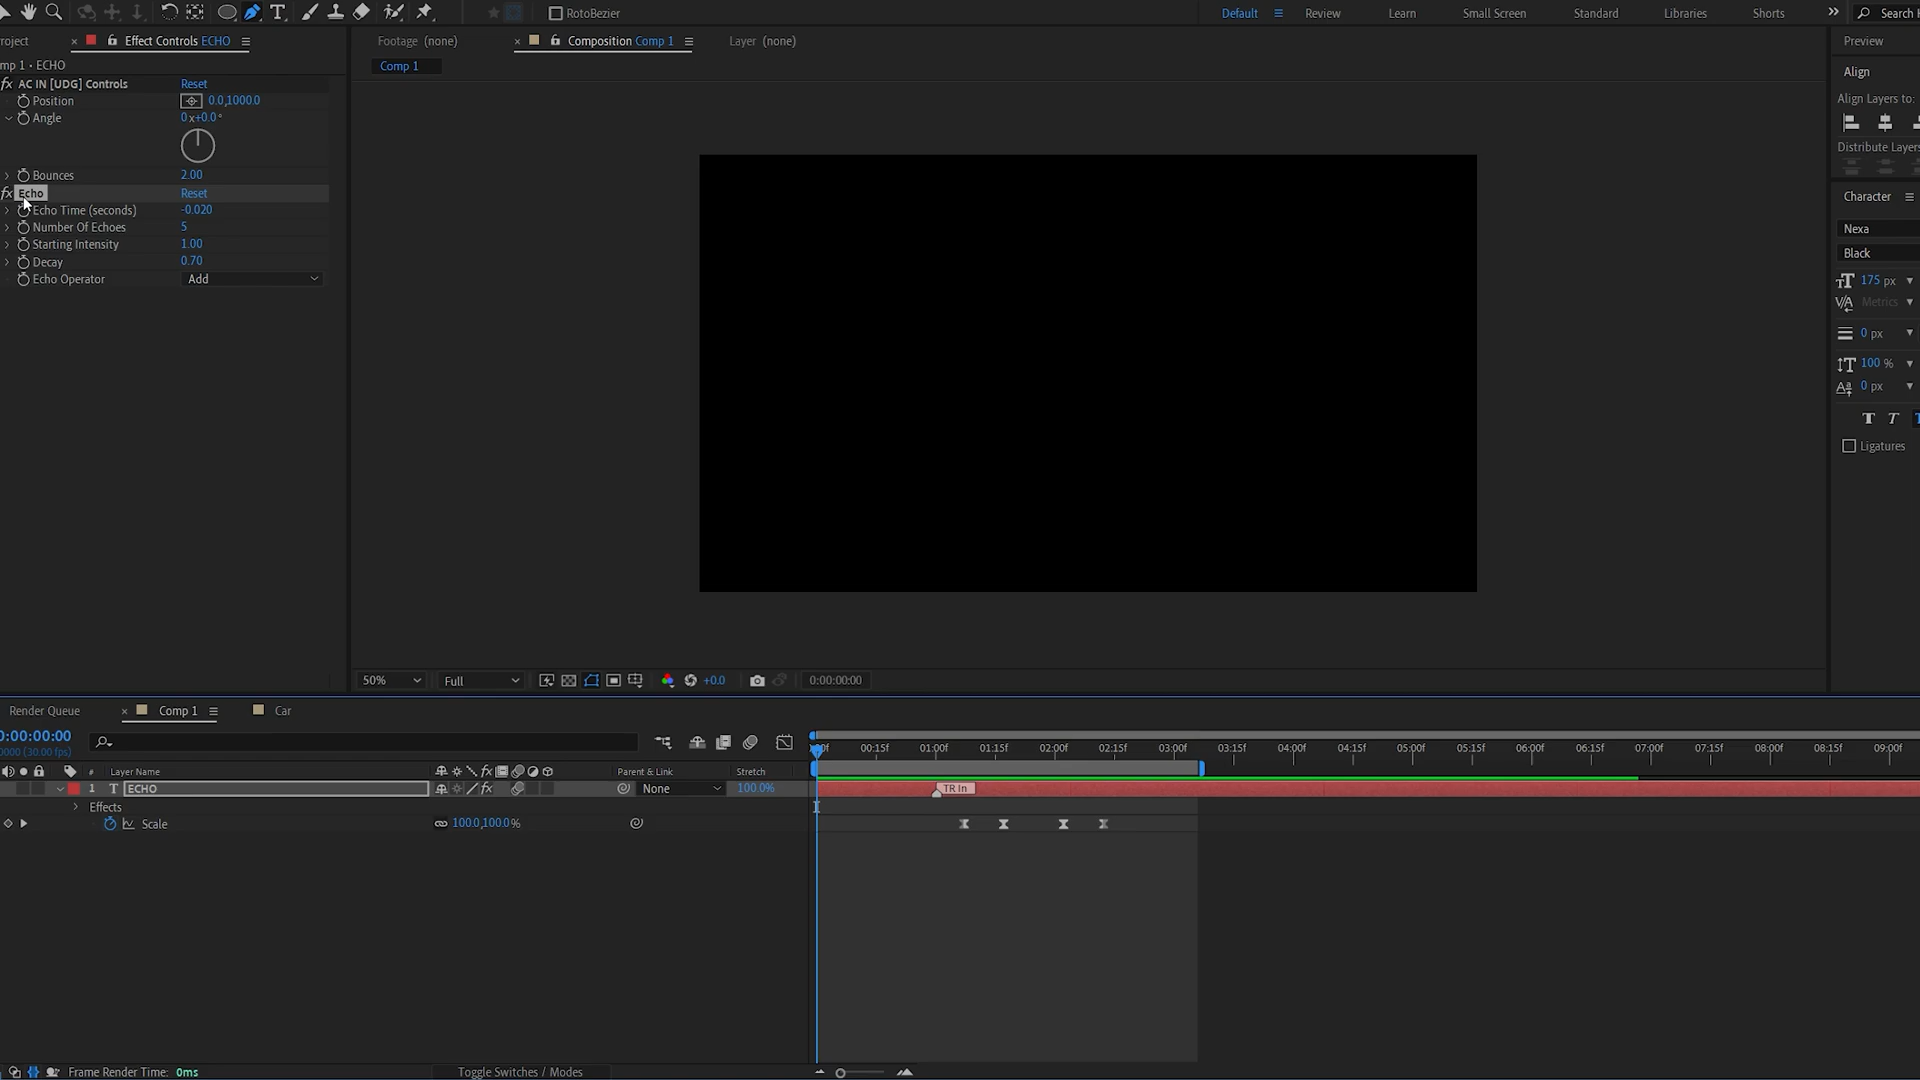 RotoBezier
Default
Review
Learn
Small Screen
Standard
Libraries
Shorts
Search
roject
Effect Controls ECHO
Footage (none)
Composition Comp 1
Layer (none)
Preview
mp 1 • ECHO
Comp 1
fx AC IN [UDG] Controls
Reset
Position
0.0,1000.0
Angle
0x+0.0°
Bounces
2.00
fx Echo
Reset
Echo Time (seconds)
-0.020
Number Of Echoes
5
Starting Intensity
1.00
Decay
0.70
Echo Operator
Add
Align
Align Layers to:
Distribute Layers
Character
Nexa
Black
175 px
Metrics
0 px
100 %
0 px
Ligatures
50%
Full
+0.0
0:00:00:00
Render Queue
Comp 1
Car
0:00:00:00
0000 (30.00 fps)
00f
00:15f
01:00f
01:15f
02:00f
02:15f
03:00f
03:15f
04:00f
04:15f
05:00f
05:15f
06:00f
06:15f
07:00f
07:15f
08:00f
08:15f
09:00f
#
Layer Name
Parent & Link
Stretch
1 T ECHO
None
100.0%
TR In
Effects
Scale
100.0,100.0%
Frame Render Time: 0ms
Toggle Switches / Modes